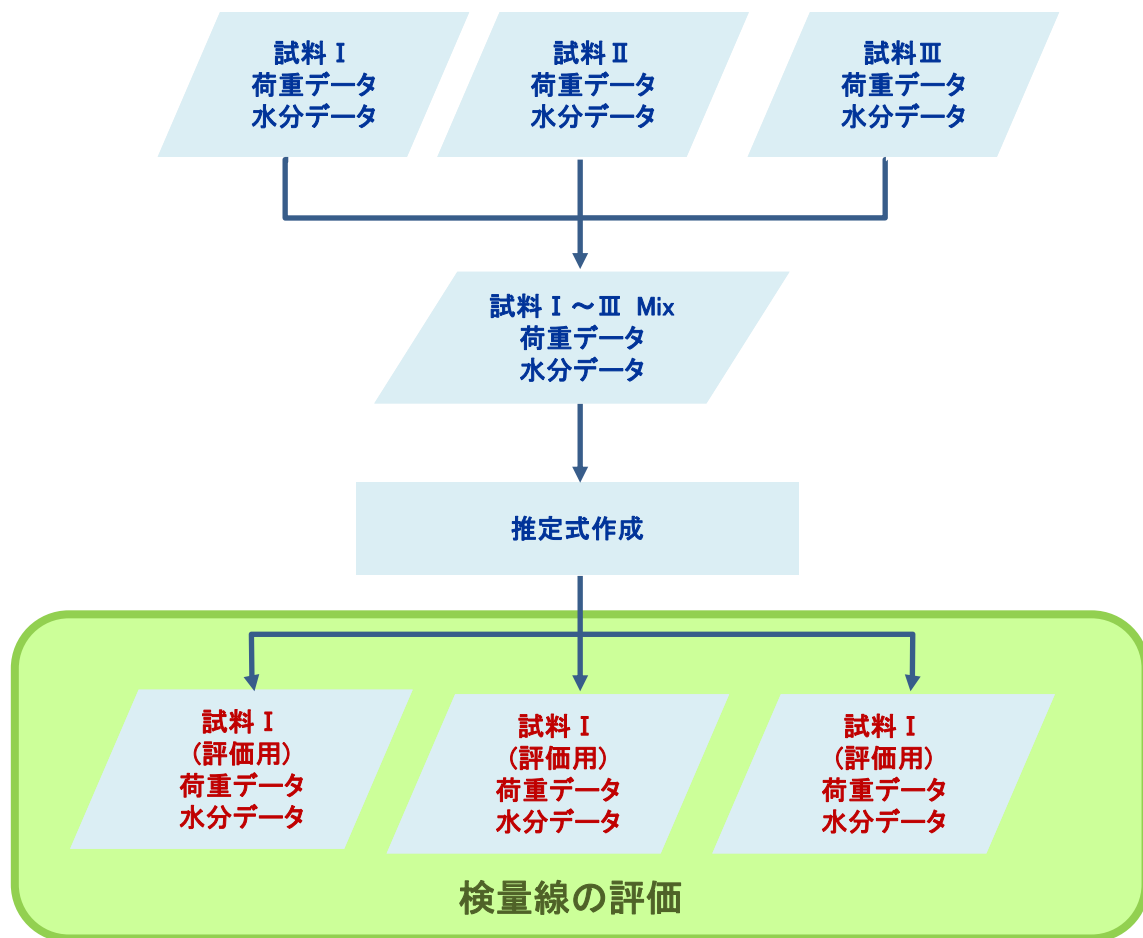 試料Ⅰ
荷重データ
水分データ
試料Ⅱ
荷重データ
水分データ
試料Ⅲ
荷重データ
水分データ
試料Ⅰ～Ⅲ Mix
荷重データ
水分データ
推定式作成
試料Ⅰ
(評価用)
荷重データ
水分データ
試料Ⅰ
(評価用)
荷重データ
水分データ
試料Ⅰ
(評価用)
荷重データ
水分データ
検量線の評価